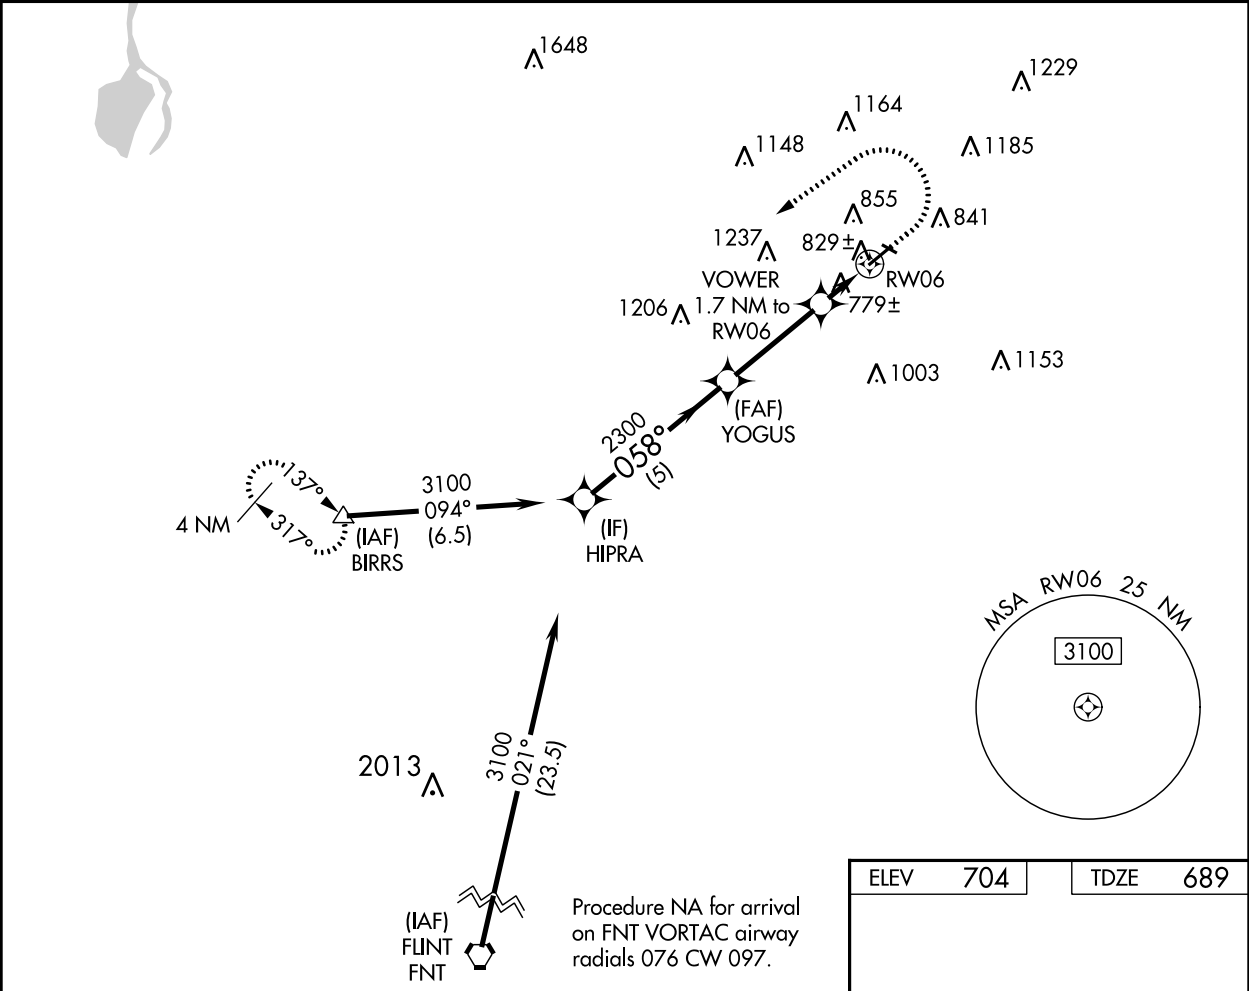 1648
1229
1164
1148
1185
855
841
1237
829±
VOWER
1.7 NM to
RW06
RW06
779±
1206
1003
1153
(FAF)
YOGUS
2300
058°
(5)
137°
317°
4 NM
3100
094°
(6.5)
(IAF)
BIRRS
(IF)
HIPRA
MSA RW06 25 NM
3100
3100
021°
(23.5)
2013
(IAF)
FLINT
FNT
Procedure NA for arrival
on FNT VORTAC airway
radials 076 CW 097.
ELEV 704
TDZE 689